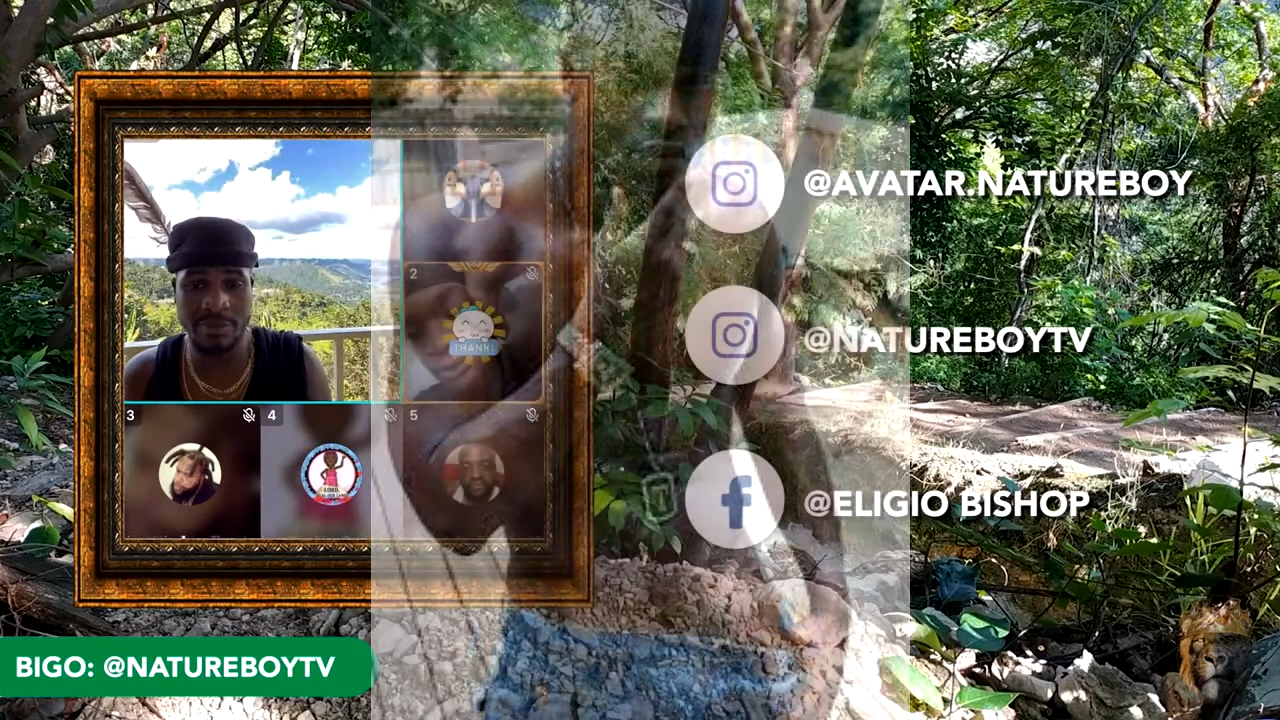 @AVATAR.NATUREBOY
2
@NATUREBOYTV
THANKS
3
4
5
@ELIGIO BISHOP
BIGO: @NATUREBOYTV